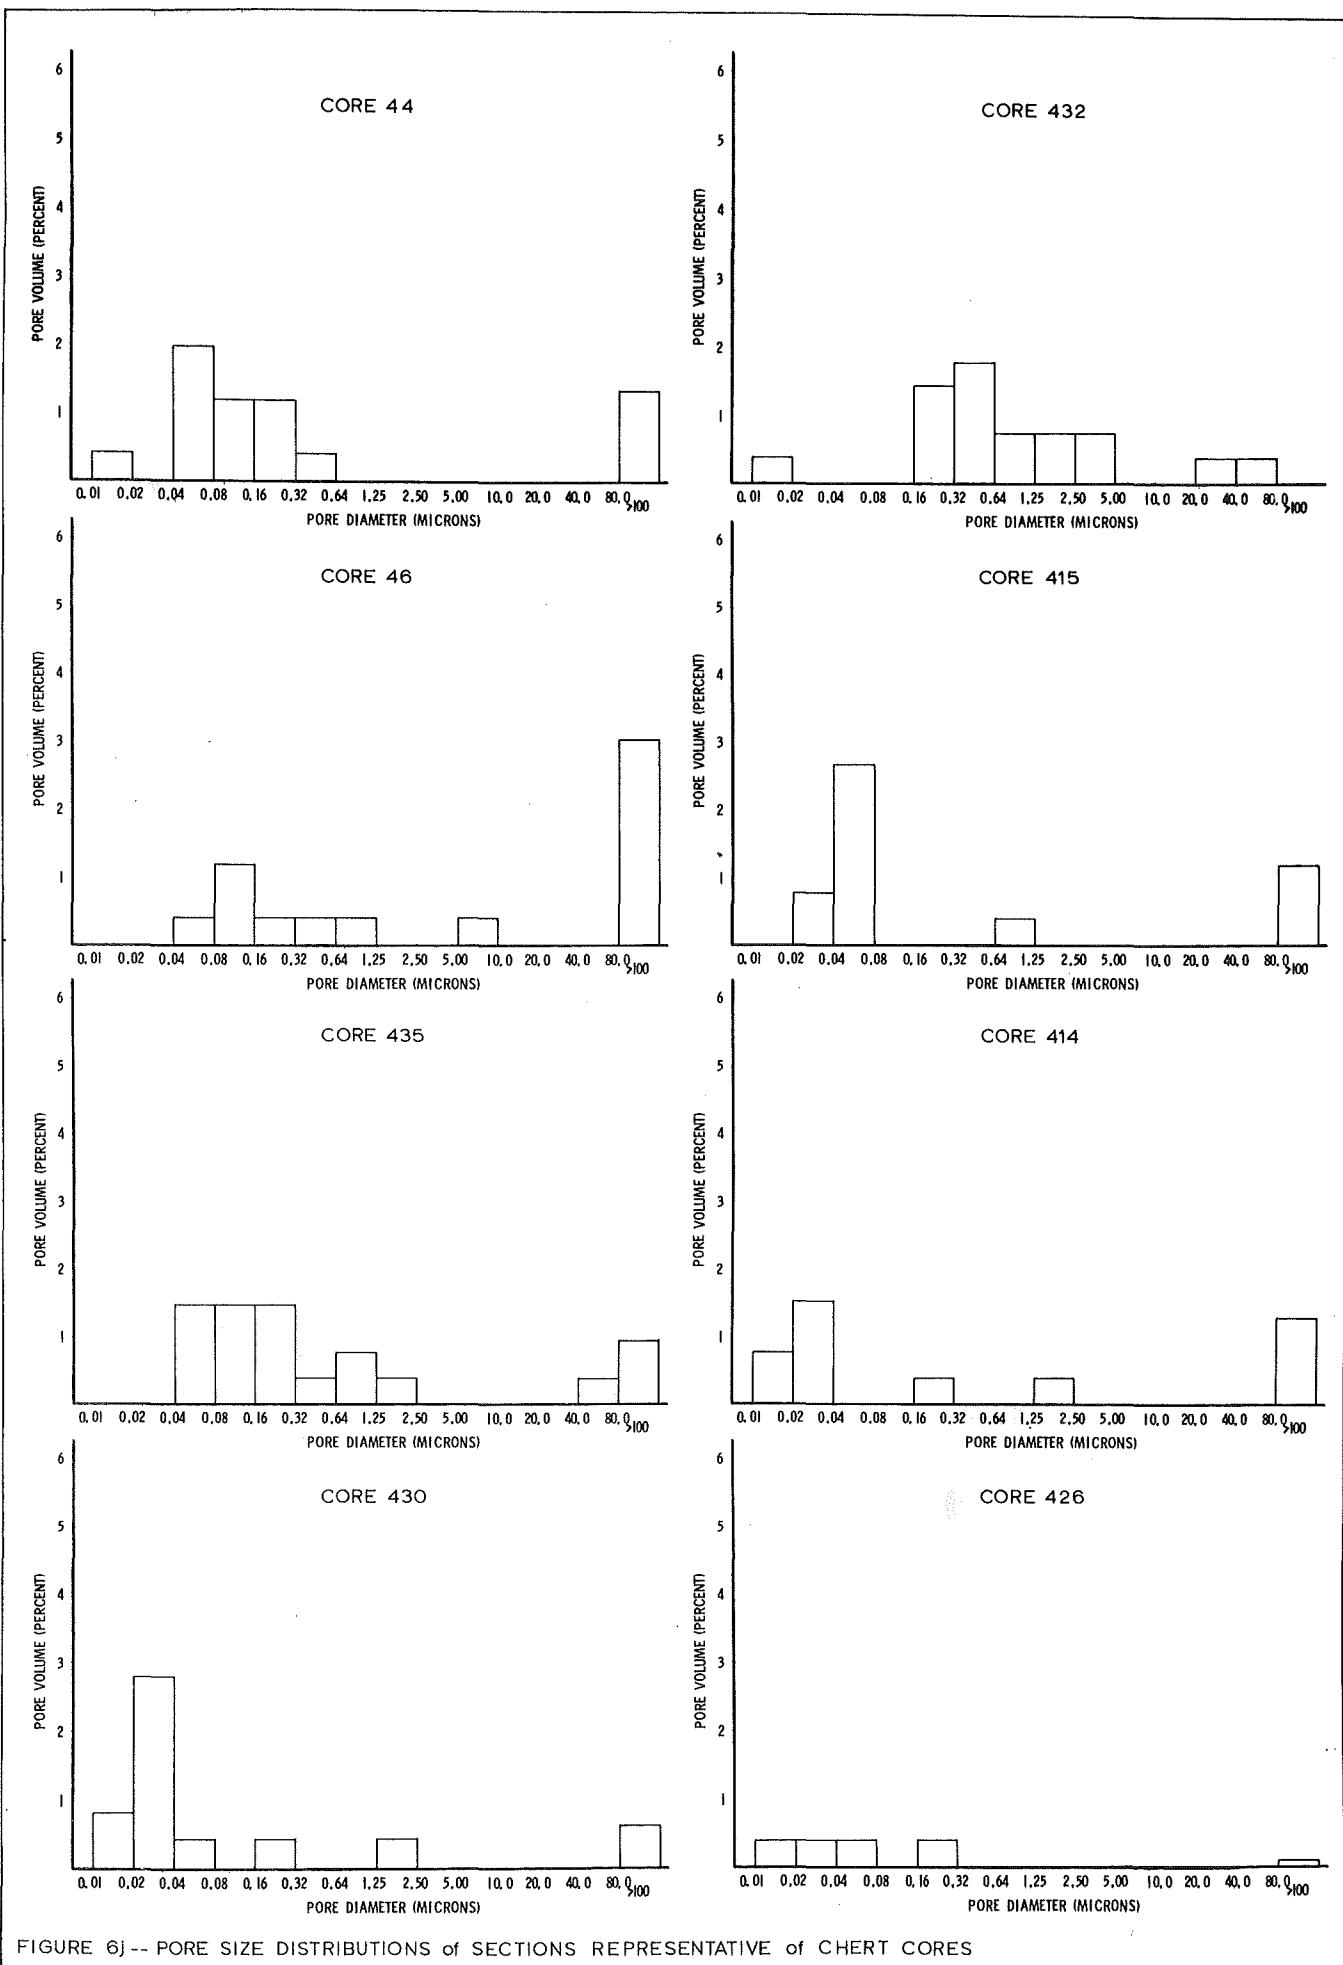 CORE 44
6
5
4
3
2
1
PORE VOLUME (PERCENT)
0.01 0.02 0.04 0.08 0.16 0.32 0.64 1.25 2.50 5.00 10.0 20.0 40.0 80.0 >100
PORE DIAMETER (MICRONS)
CORE 432
6
5
4
3
2
1
PORE VOLUME (PERCENT)
0.01 0.02 0.04 0.08 0.16 0.32 0.64 1.25 2.50 5.00 10.0 20.0 40.0 80.0 >100
PORE DIAMETER (MICRONS)
CORE 46
6
5
4
3
2
1
PORE VOLUME (PERCENT)
0.01 0.02 0.04 0.08 0.16 0.32 0.64 1.25 2.50 5.00 10.0 20.0 40.0 80.0 >100
PORE DIAMETER (MICRONS)
CORE 415
6
5
4
3
2
1
PORE VOLUME (PERCENT)
0.01 0.02 0.04 0.08 0.16 0.32 0.64 1.25 2.50 5.00 10.0 20.0 40.0 80.0 >100
PORE DIAMETER (MICRONS)
CORE 435
6
5
4
3
2
1
PORE VOLUME (PERCENT)
0.01 0.02 0.04 0.08 0.16 0.32 0.64 1.25 2.50 5.00 10.0 20.0 40.0 80.0 >100
PORE DIAMETER (MICRONS)
CORE 414
6
5
4
3
2
1
PORE VOLUME (PERCENT)
0.01 0.02 0.04 0.08 0.16 0.32 0.64 1.25 2.50 5.00 10.0 20.0 40.0 80.0 >100
PORE DIAMETER (MICRONS)
CORE 430
6
5
4
3
2
1
PORE VOLUME (PERCENT)
0.01 0.02 0.04 0.08 0.16 0.32 0.64 1.25 2.50 5.00 10.0 20.0 40.0 80.0 >100
PORE DIAMETER (MICRONS)
CORE 426
6
5
4
3
2
1
PORE VOLUME (PERCENT)
0.01 0.02 0.04 0.08 0.16 0.32 0.64 1.25 2.50 5.00 10.0 20.0 40.0 80.0 >100
PORE DIAMETER (MICRONS)
FIGURE 6j -- PORE SIZE DISTRIBUTIONS of SECTIONS REPRESENTATIVE of CHERT CORES